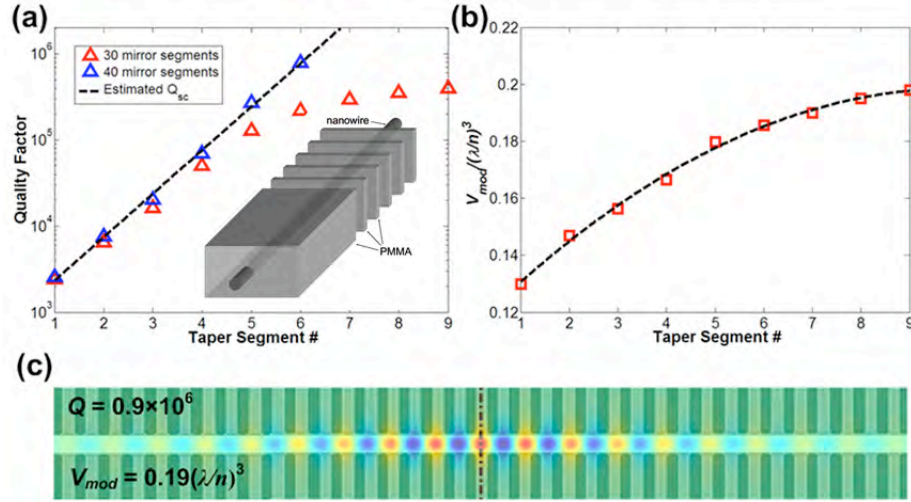 (a)
10^6
10^5
10^4
10^3
Quality Factor
30 mirror segments
40 mirror segments
Estimated Q_sc
nanowire
PMMA
1 2 3 4 5 6 7 8 9
Taper Segment #
(b)
0.22
0.2
0.18
0.16
0.14
0.12
V_mod/(λ/n)^3
1 2 3 4 5 6 7 8 9
Taper Segment #
(c)
Q = 0.9×10^6
V_mod = 0.19(λ/n)^3